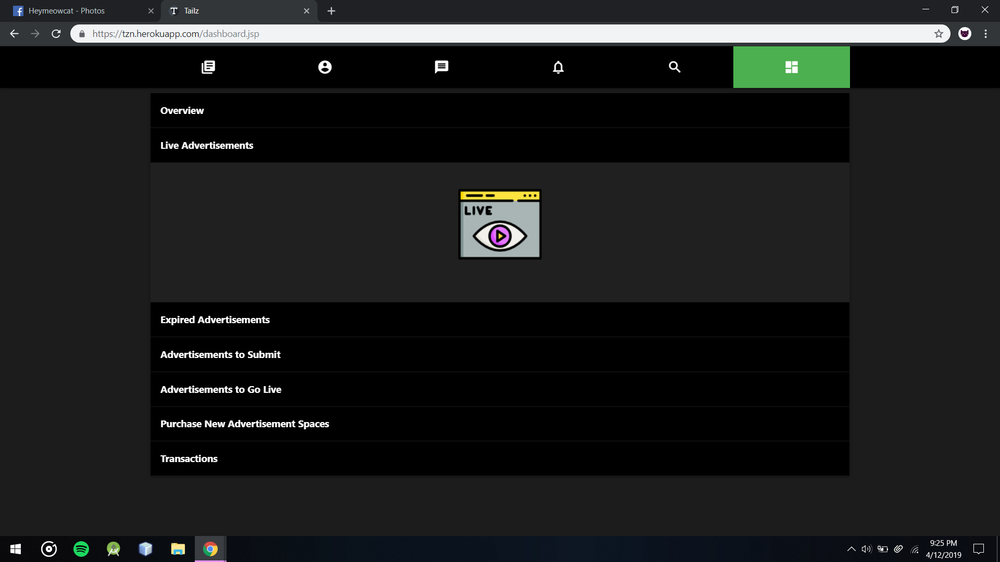 Heymeowcat - Photos
T Tailz
https://tzn.herokuapp.com/dashboard.jsp
Overview
Live Advertisements
LIVE
Expired Advertisements
Advertisements to Submit
Advertisements to Go Live
Purchase New Advertisement Spaces
Transactions
9:25 PM
4/12/2019